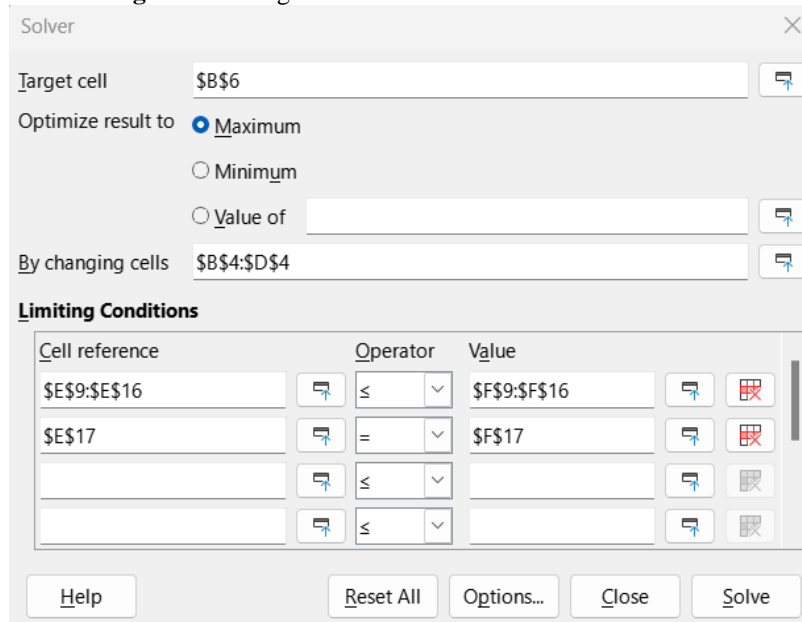 Solver
Target cell $B$6
Optimize result to Maximum
Minimum
Value of
By changing cells $B$4:$D$4
Limiting Conditions
Cell reference Operator Value
$E$9:$E$16 ≤ $F$9:$F$16
$E$17 = $F$17
≤
≤
Help Reset All Options... Close Solve